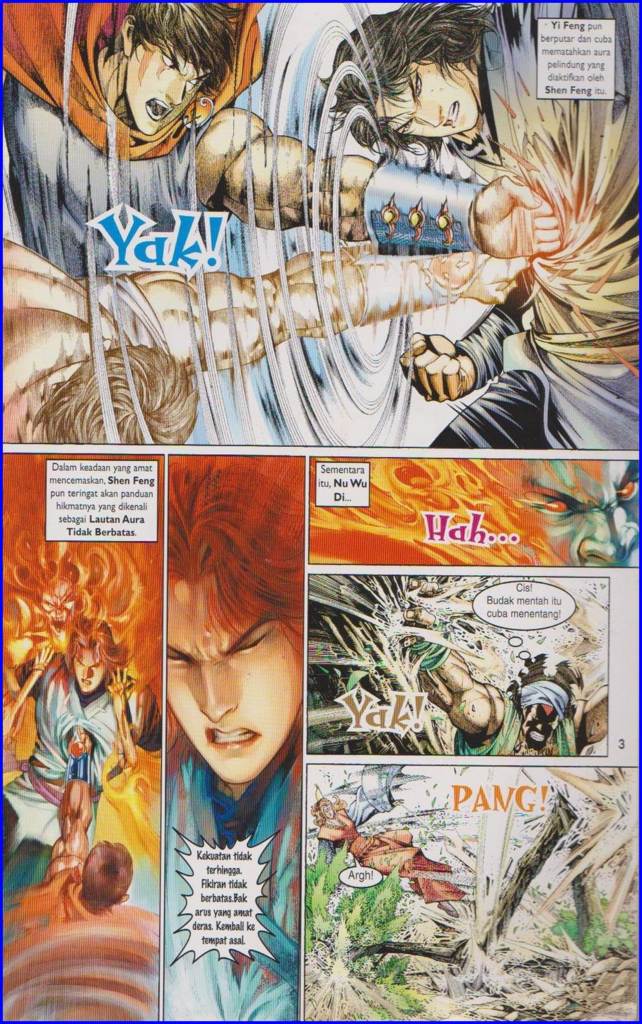 Yi Feng pun
berputar dan cuba
mematahkan aura
pelindung yang
diaktifkan oleh
Shen Feng itu.
Yak!
Dalam keadaan yang amat
mencemaskan, Shen Feng
pun teringat akan panduan
hikmatnya yang dikenali
sebagai Lautan Aura
Tidak Berbatas.
Kekuatan tidak
terhingga.
Fikiran tidak
berbatas.Bak
arus yang amat
deras. Kembali ke
tempat asal.
Sementara
itu, Nu Wu
Di...
Hah...
Cis!
Budak mentah itu
cuba menentang!
Yak!
3
PANG!
Argh!